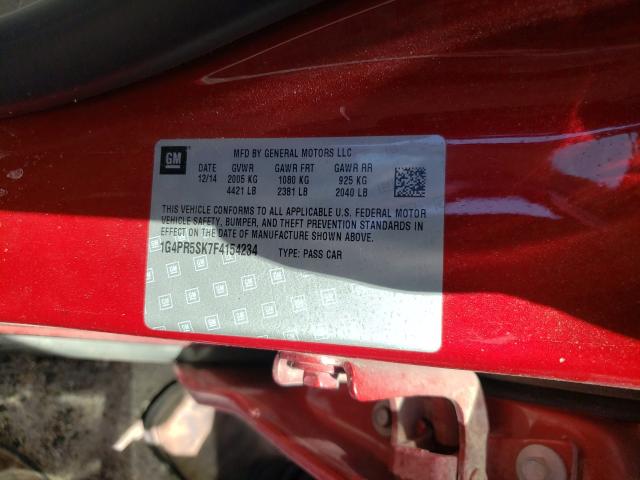 GM
MFD BY GENERAL MOTORS LLC
DATE GVWR GAWR FRT GAWR RR
12/14 2005 KG 1080 KG 925 KG
4421 LB 2381 LB 2040 LB
THIS VEHICLE CONFORMS TO ALL APPLICABLE U.S. FEDERAL MOTOR
VEHICLE SAFETY, BUMPER, AND THEFT PREVENTION STANDARDS IN
EFFECT ON THE DATE OF MANUFACTURE SHOWN ABOVE.
1G4PR5SK7F4154234 TYPE: PASS CAR